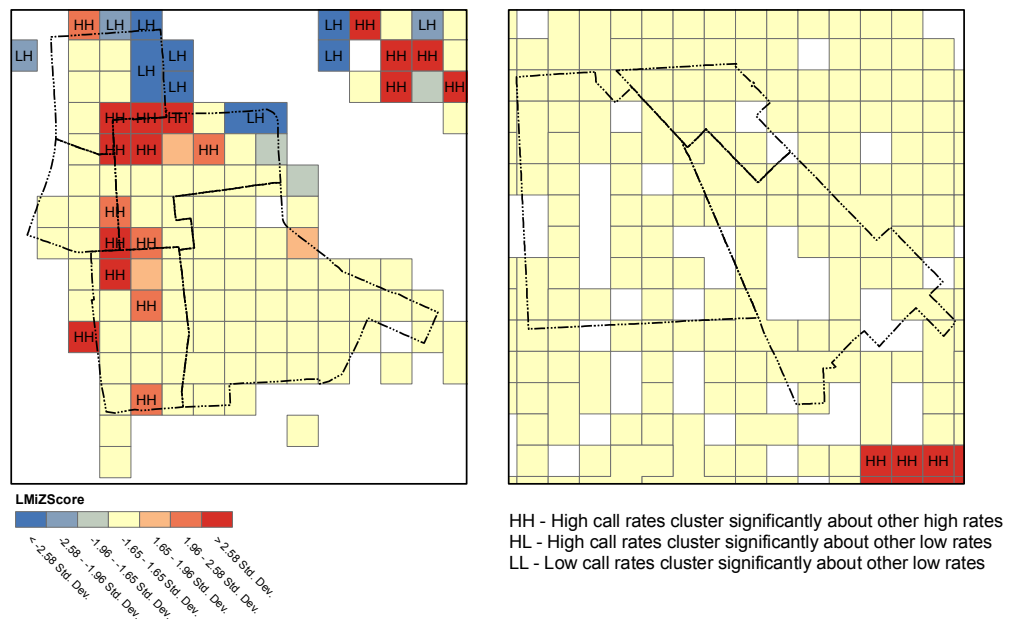 HH LH LH LH HH LH
LH LH LH HH HH
LH
LH HH HH
HH HH HH LH
HH HH HH
HH
HH HH
HH
HH
HH
HH
HH HH HH
LMiZScore
< -2.58 Std. Dev.
-2.58 - -1.96 Std. Dev.
-1.96 - -1.65 Std. Dev.
-1.65 - 1.65 Std. Dev.
1.65 - 1.96 Std. Dev.
1.96 - 2.58 Std. Dev.
> 2.58 Std. Dev.
HH - High call rates cluster significantly about other high rates
HL - High call rates cluster significantly about other low rates
LL - Low call rates cluster significantly about other low rates